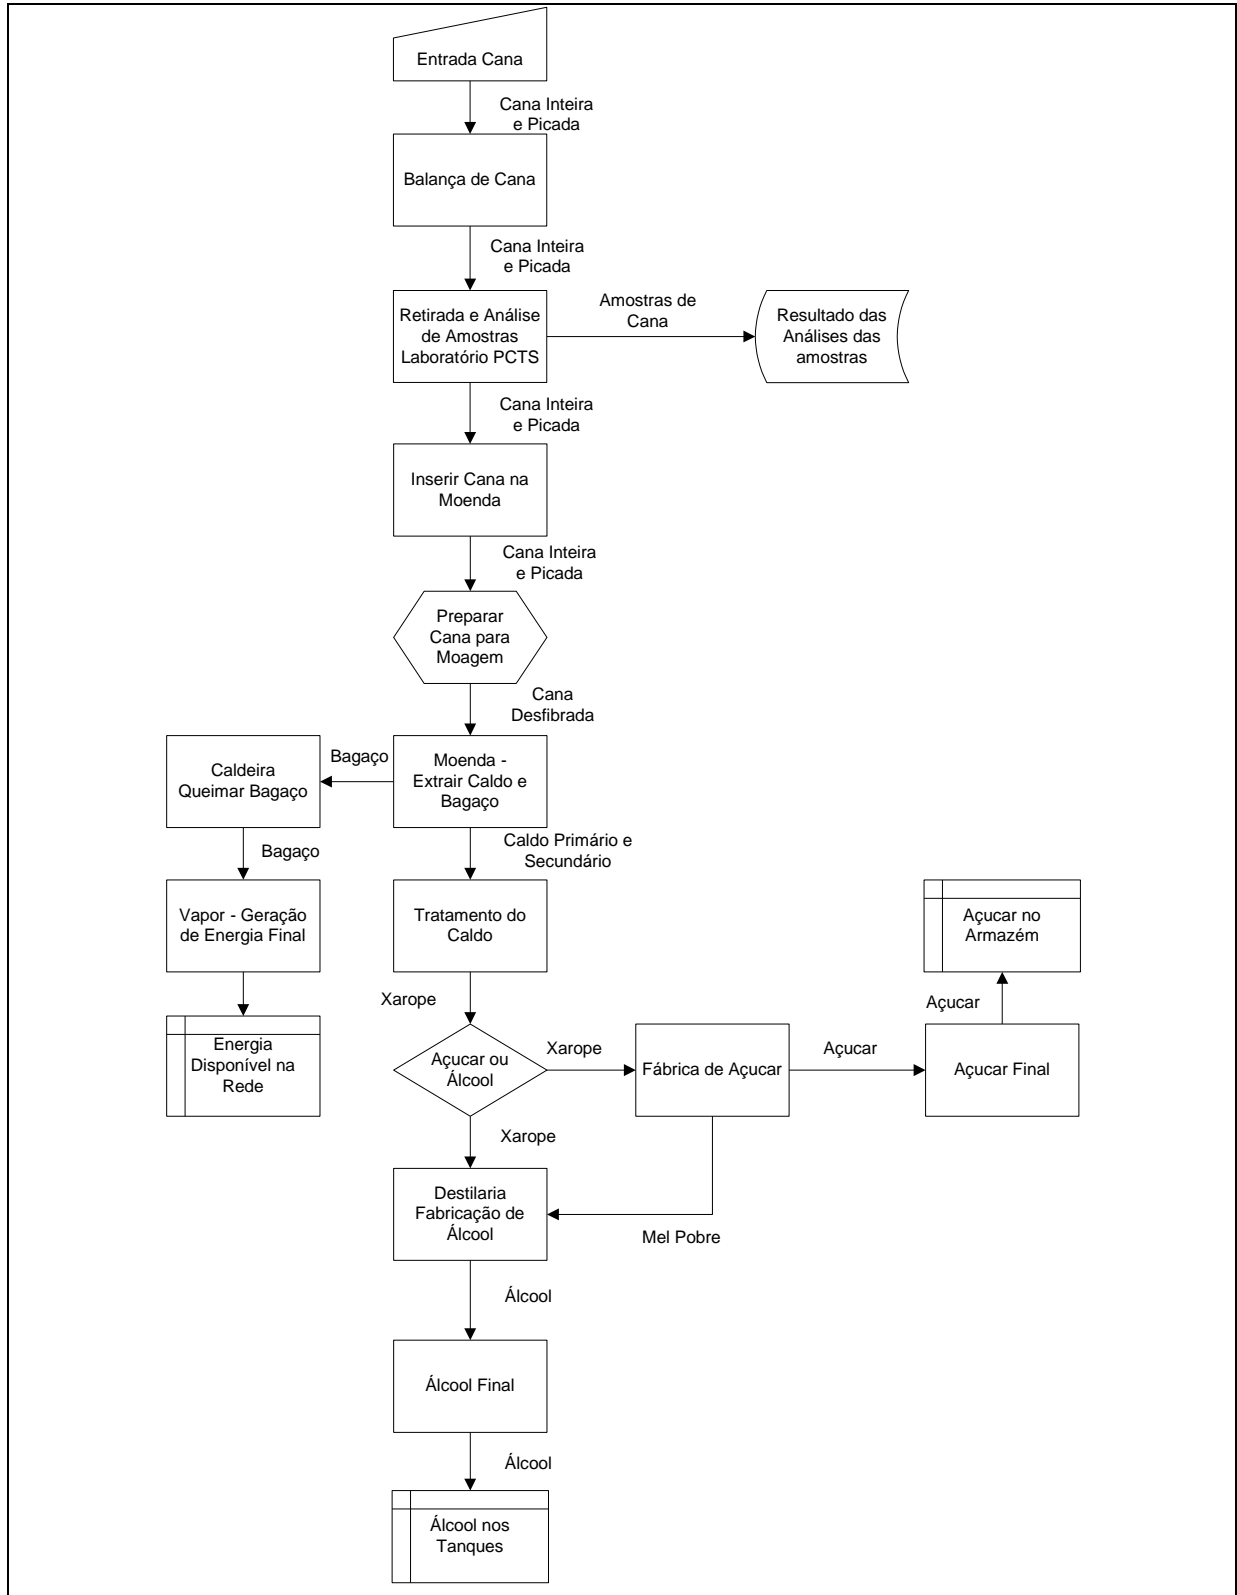 Entrada Cana
Cana Inteira
e Picada
Balança de Cana
Cana Inteira
e Picada
Retirada e Análise
de Amostras
Laboratório PCTS
Amostras de
Cana
Resultado das
Análises das
amostras
Cana Inteira
e Picada
Inserir Cana na
Moenda
Cana Inteira
e Picada
Preparar
Cana para
Moagem
Cana
Desfibrada
Caldeira
Queimar Bagaço
Bagaço
Moenda -
Extrair Caldo e
Bagaço
Bagaço
Caldo Primário e
Secundário
Vapor - Geração
de Energia Final
Tratamento do
Caldo
Açucar no
Armazém
Xarope
Açucar
Energia
Disponível na
Rede
Açucar ou
Álcool
Xarope
Fábrica de Açucar
Açucar
Açucar Final
Xarope
Destilaria
Fabricação de
Álcool
Mel Pobre
Álcool
Álcool Final
Álcool
Álcool nos
Tanques